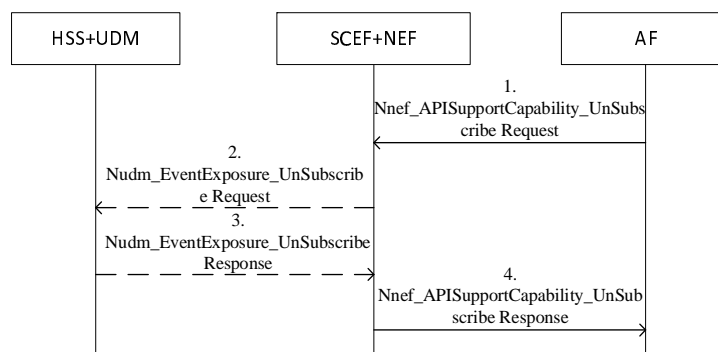 HSS+UDM
SCEF+NEF
AF
1.
Nnef_APISupportCapability_UnSubs
cribe Request
2.
Nudm_EventExposure_UnSubscrib
e Request
3.
Nudm_EventExposure_UnSubscribe
Response
4.
Nnef_APISupportCapability_UnSub
scribe Response